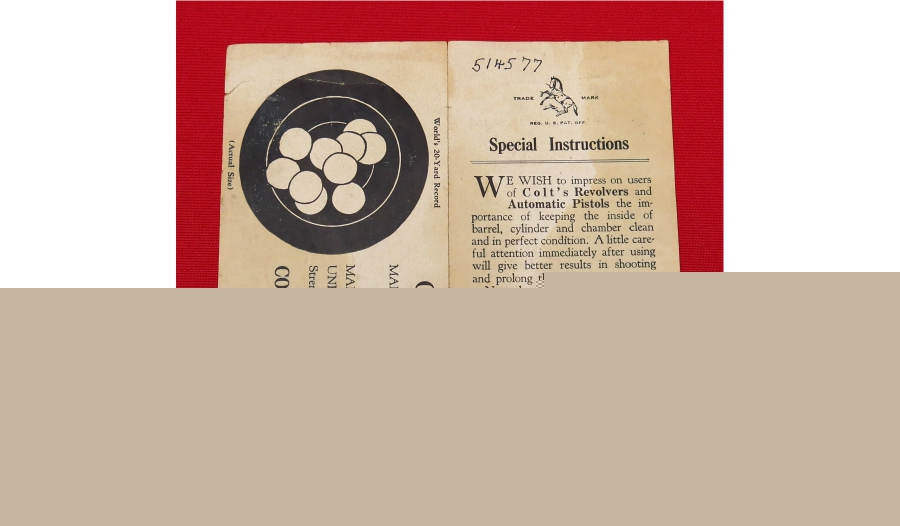 World's 20-Yard Record
(Actual Size)
514577
TRADE MARK
REG. U. S. PAT. OFF.
Special Instructions
WE WISH to impress on users
of Colt's Revolvers and
Automatic Pistols the im-
portance of keeping the inside of
barrel, cylinder and chamber clean
and in perfect condition. A little care-
ful attention immediately after using
will give better results in shooting
and prolong